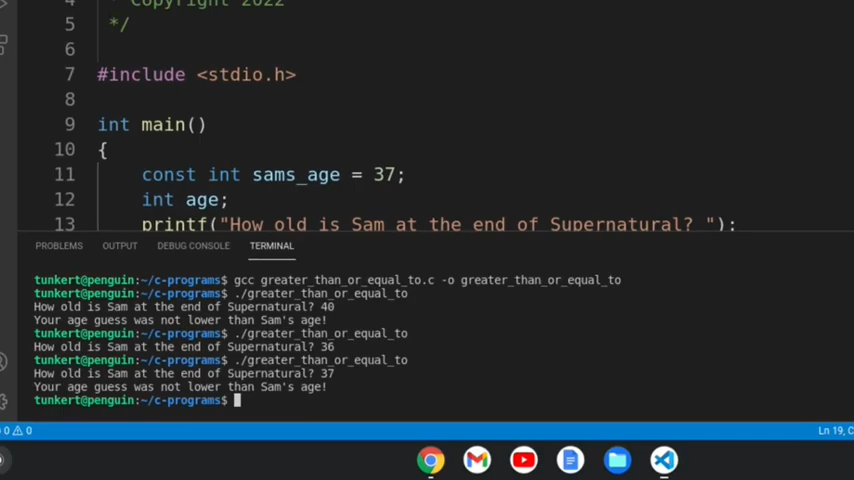 4 * Copyright 2022
5 */
6
7 #include <stdio.h>
8
9 int main()
10 {
11 const int sams_age = 37;
12 int age;
13 printf("How old is Sam at the end of Supernatural? ");
PROBLEMS OUTPUT DEBUG CONSOLE TERMINAL
tunkert@penguin:~/c-programs$ gcc greater_than_or_equal_to.c -o greater_than_or_equal_to
tunkert@penguin:~/c-programs$ ./greater_than_or_equal_to
How old is Sam at the end of Supernatural? 40
Your age guess was not lower than Sam's age!
tunkert@penguin:~/c-programs$ ./greater_than_or_equal_to
How old is Sam at the end of Supernatural? 36
tunkert@penguin:~/c-programs$ ./greater_than_or_equal_to
How old is Sam at the end of Supernatural? 37
Your age guess was not lower than Sam's age!
tunkert@penguin:~/c-programs$
0 0 Ln 19, C